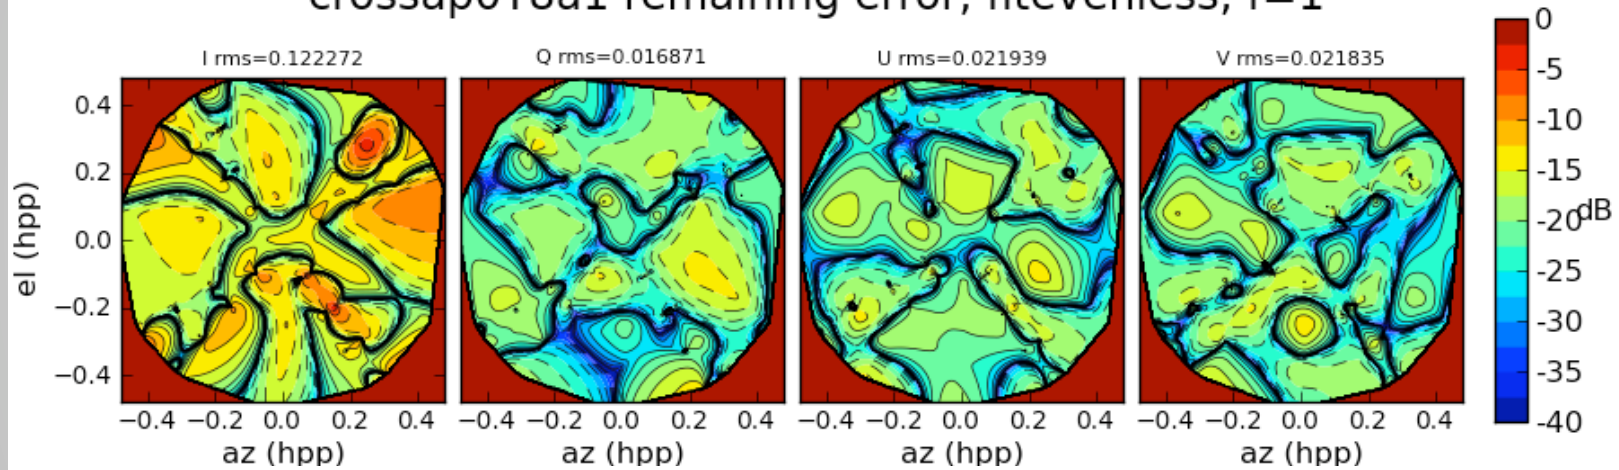 remaining error,
I rms=0.122272 Q rms=0.016871 U rms=0.021939 V rms=0.021835
0
-5
-10
-15
-20
-25
-30
-35
-40
dB
el (hpp)
0.4
0.2
0.0
−0.2
−0.4
−0.4 −0.2 0.0 0.2 0.4 −0.4 −0.2 0.0 0.2 0.4 −0.4 −0.2 0.0 0.2 0.4 −0.4 −0.2 0.0 0.2 0.4
az (hpp) az (hpp) az (hpp) az (hpp)